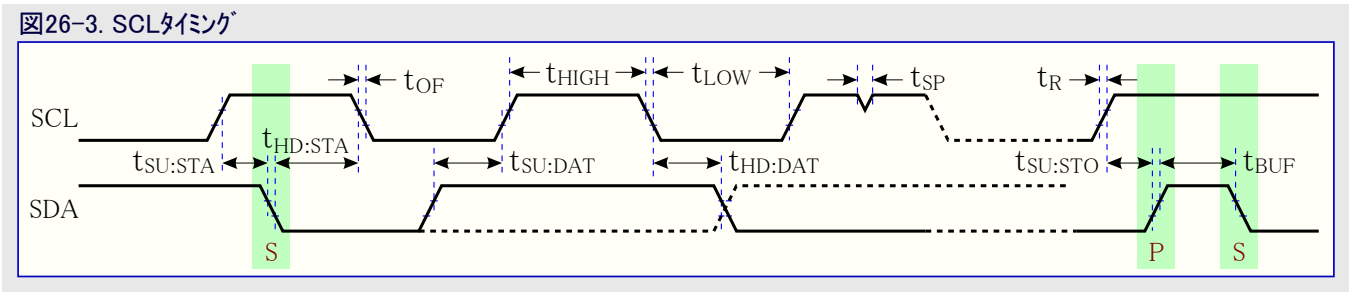 図26-3. SCLタイミング
tOF
tHIGH
tLOW
tSP
tR
SCL
tHD:STA
tSU:STA
tSU:DAT
tHD:DAT
tSU:STO
tBUF
SDA
S
P
S